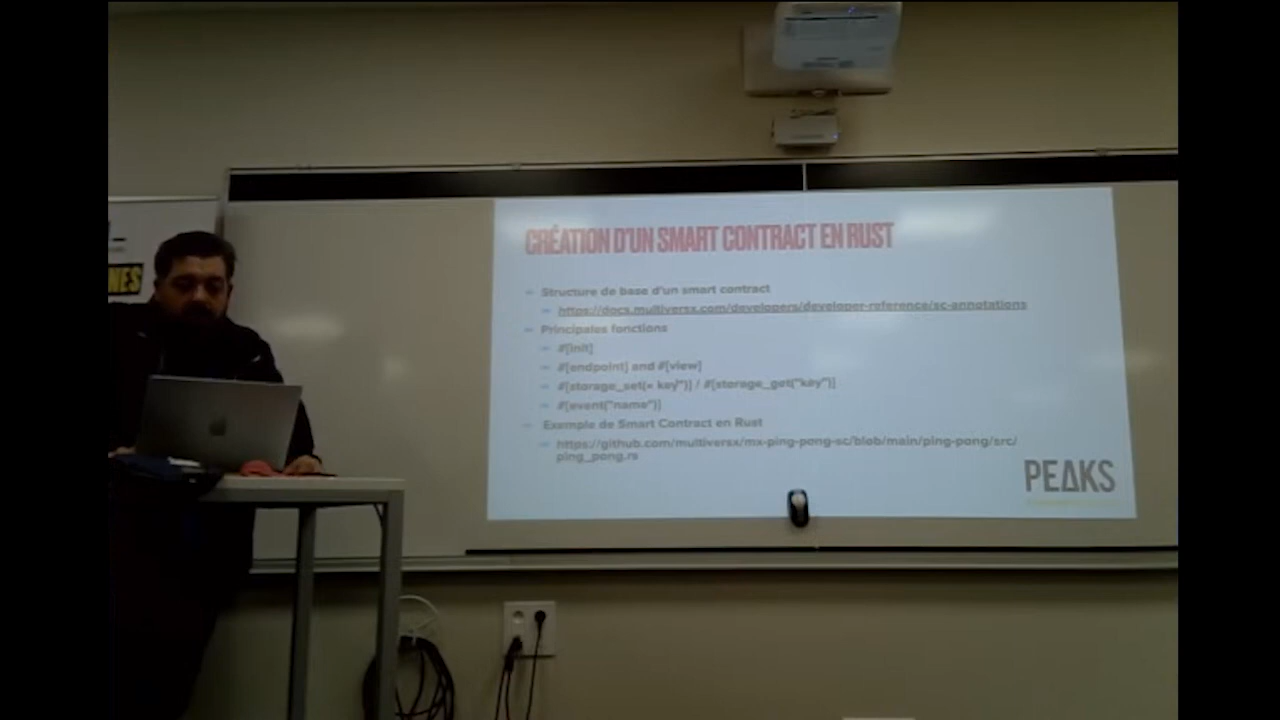 NES
CRÉATION D'UN SMART CONTRACT EN RUST
Structure de base d'un smart contract
https://docs.multiversx.com/developers/developer-reference/sc-annotations
Principales fonctions
#[init]
#[endpoint] and #[view]
#[storage_set(« key")] / #[storage_get("key")]
#[event("name")]
Exemple de Smart Contract en Rust
https://github.com/multiversx/mx-ping-pong-sc/blob/main/ping-pong/src/
ping_pong.rs
PEAKS